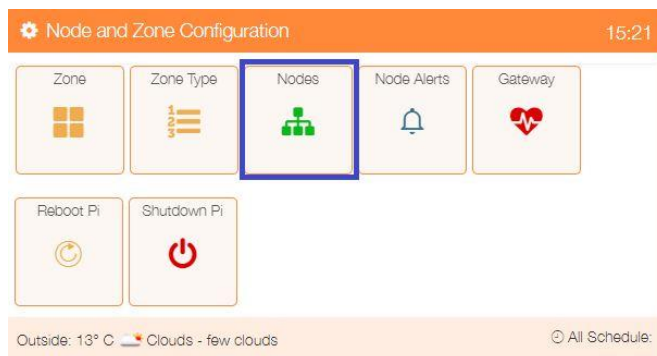 Node and Zone Configuration 15:21
Zone Zone Type Nodes Node Alerts Gateway
1
2
3
Reboot Pi Shutdown Pi
Outside: 13° C Clouds - few clouds All Schedule: